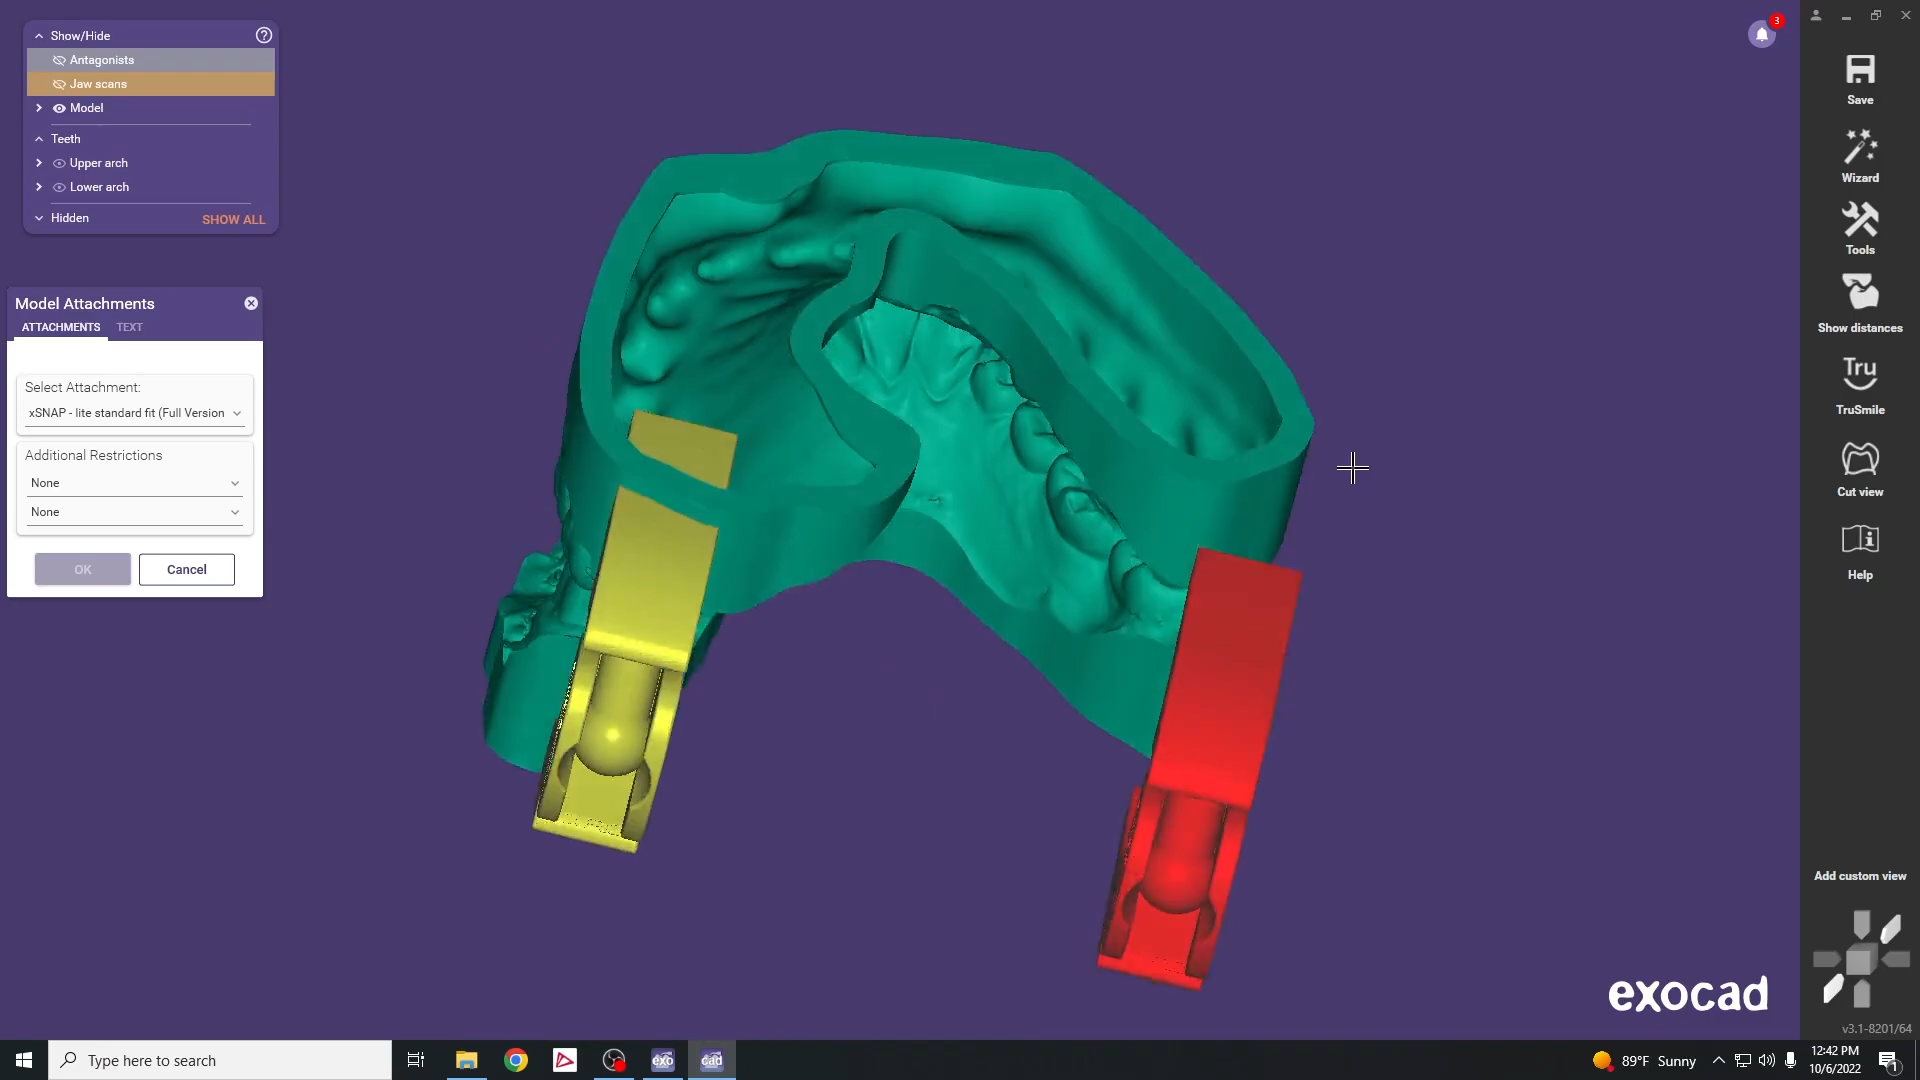 Show/Hide
Antagonists
Jaw scans
Model
Teeth
Upper arch
Lower arch
Hidden
SHOW ALL
Model Attachments
ATTACHMENTS
TEXT
Select Attachment:
xSNAP - lite standard fit (Full Version
Additional Restrictions
None
None
OK
Cancel
3
Save
Wizard
Tools
Show distances
Tru
TruSmile
Cut view
Help
Add custom view
exocad
v3.1-8201/64
Type here to search
exo
cad
89°F Sunny
12:42 PM
10/6/2022
1